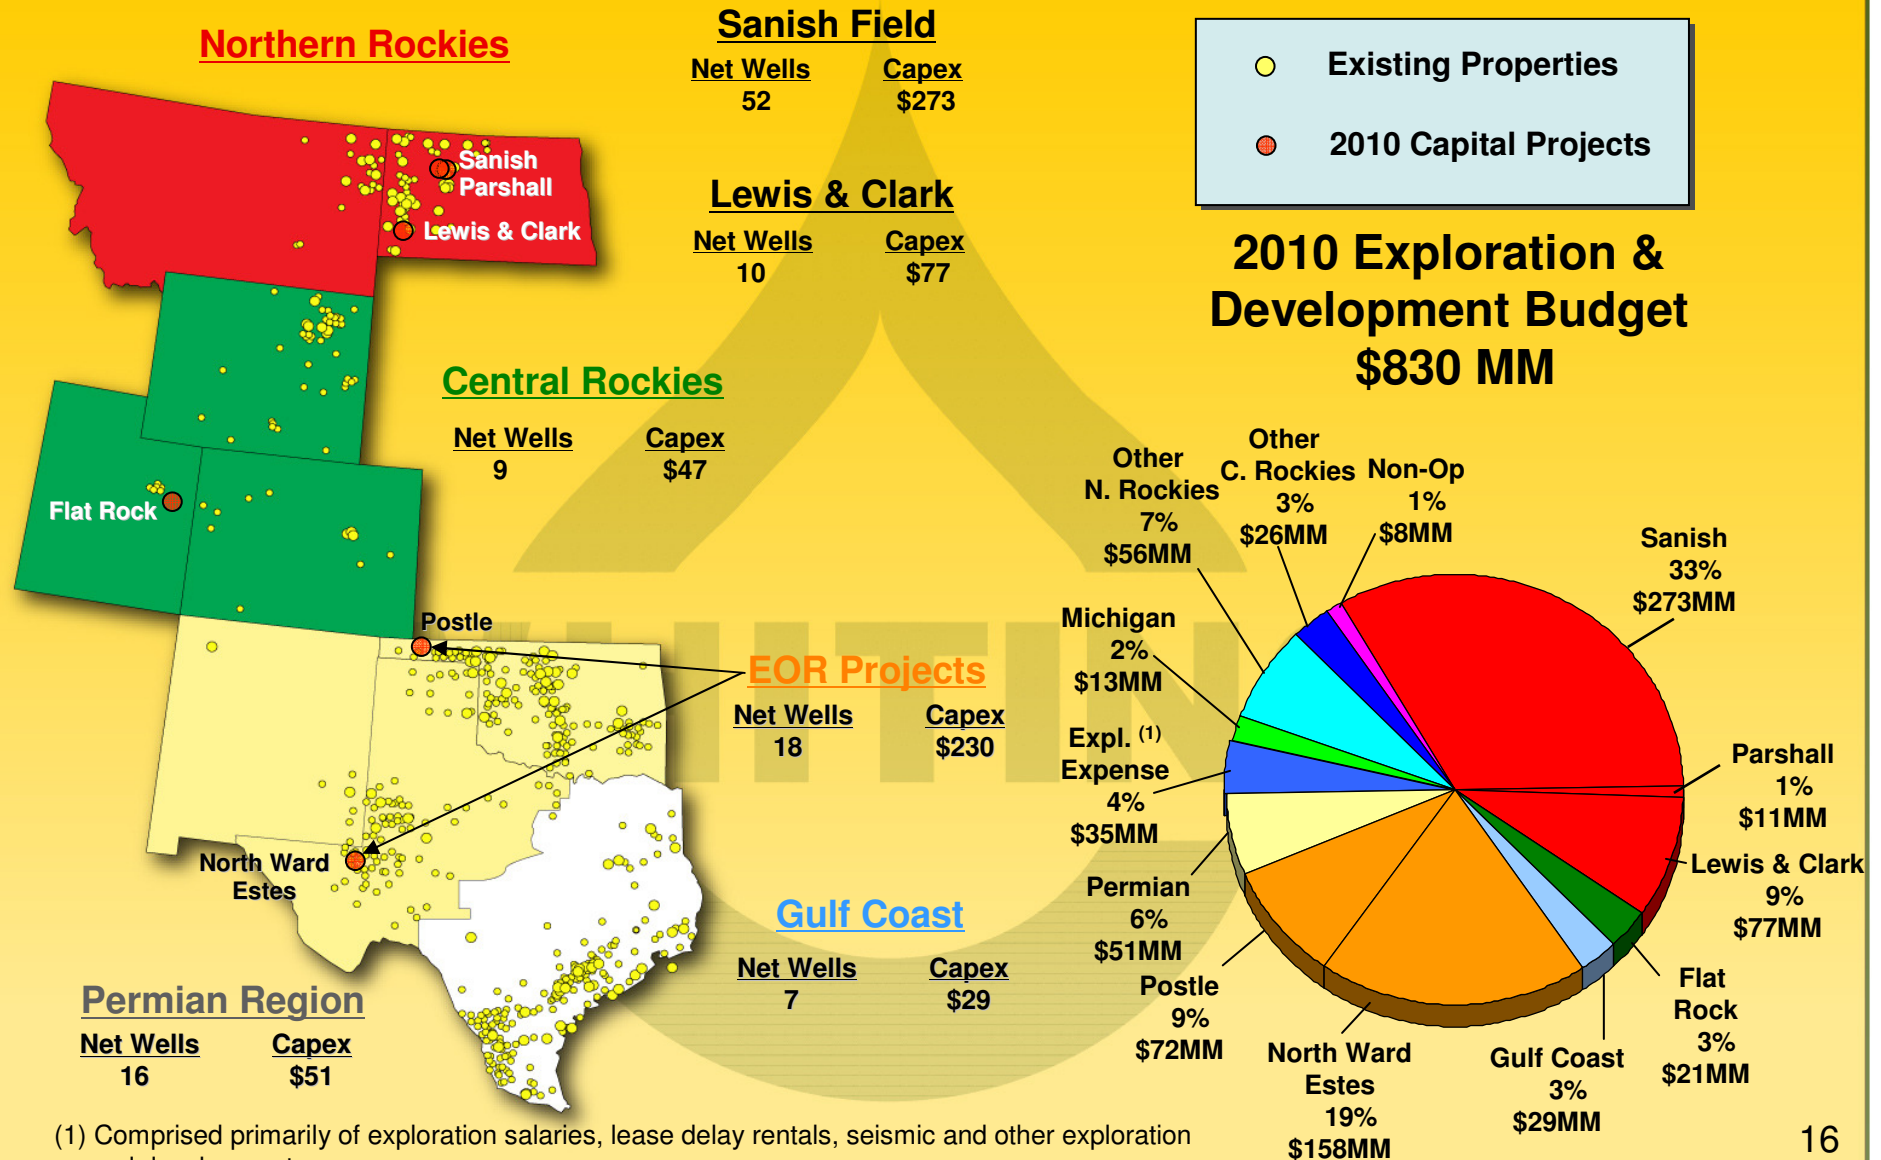 Northern Rockies
Sanish
Parshall
Lewis & Clark
Sanish Field
Net Wells Capex
52 $273
Lewis & Clark
Net Wells Capex
10 $77
Existing Properties
2010 Capital Projects
2010 Exploration &
Development Budget
$830 MM
Central Rockies
Net Wells Capex
9 $47
Flat Rock
Postle
EOR Projects
Net Wells Capex
18 $230
North Ward
Estes
Gulf Coast
Net Wells Capex
7 $29
Permian Region
Net Wells Capex
16 $51
Other
N. Rockies
7%
$56MM
Other
C. Rockies
3%
$26MM
Non-Op
1%
$8MM
Sanish
33%
$273MM
Parshall
1%
$11MM
Lewis & Clark
9%
$77MM
Flat
Rock
3%
$21MM
Gulf Coast
3%
$29MM
North Ward
Estes
19%
$158MM
Postle
9%
$72MM
Permian
6%
$51MM
Expl. (1)
Expense
4%
$35MM
Michigan
2%
$13MM
(1) Comprised primarily of exploration salaries, lease delay rentals, seismic and other exploration
16